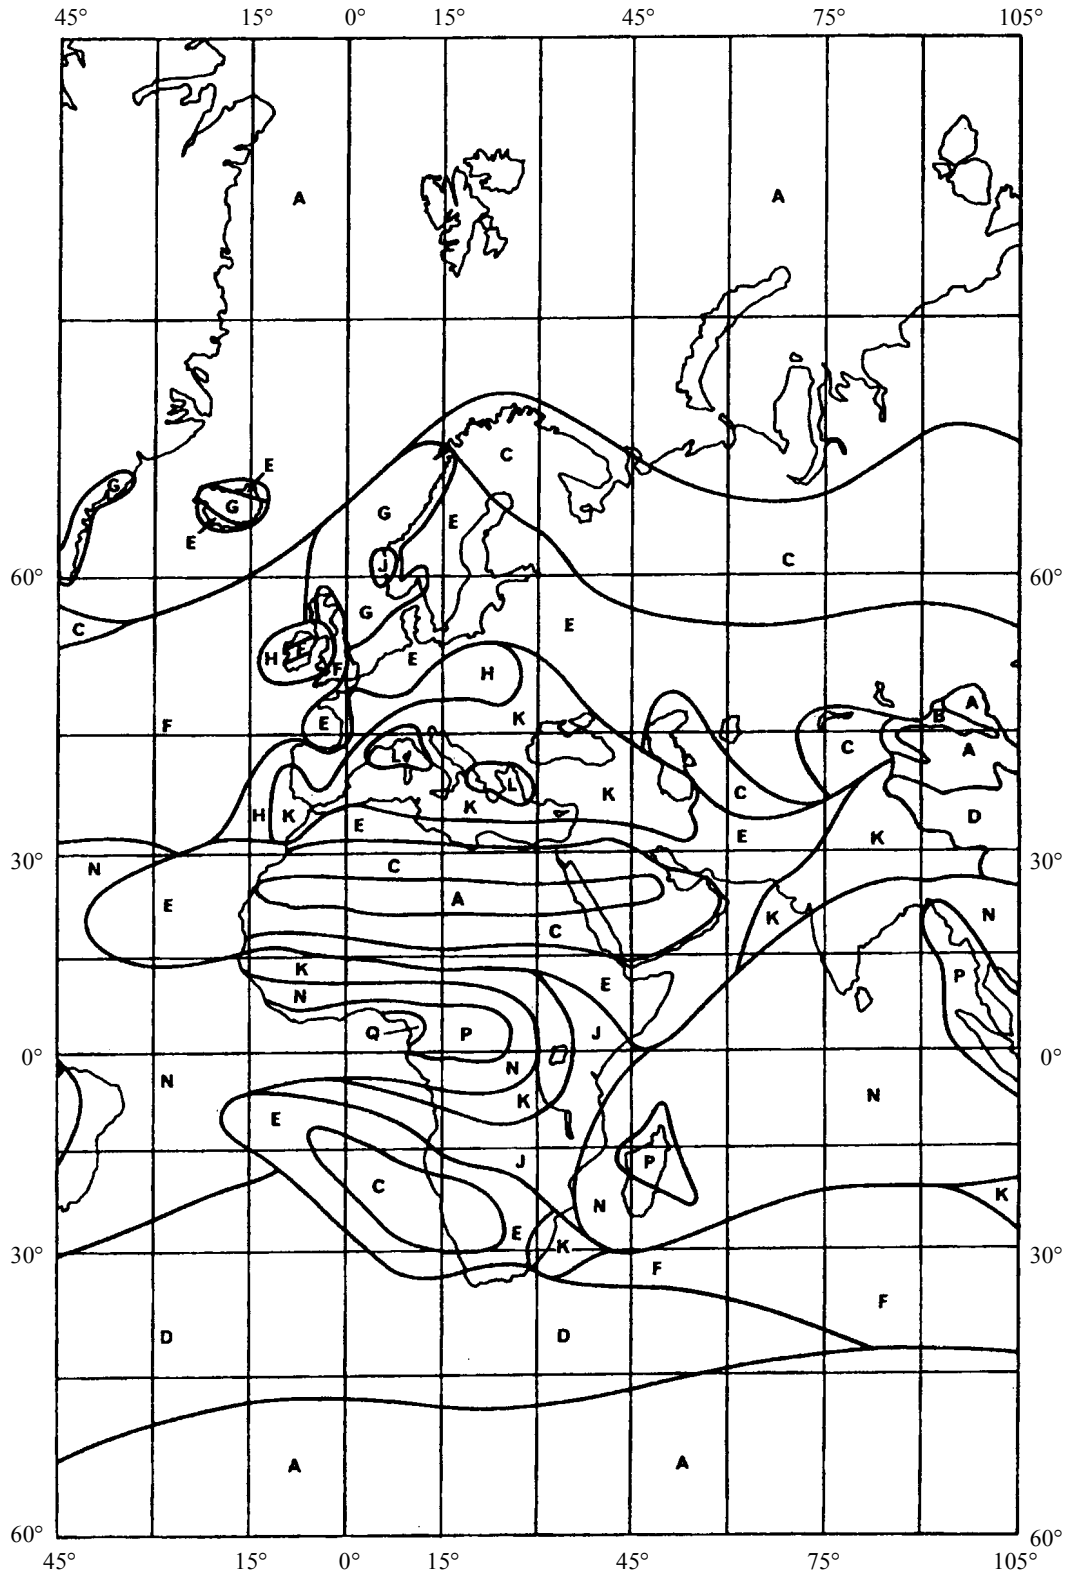 45° 15° 0° 15° 45° 75° 105°
A A
C
E
G
G G E
E
J C
60° 60°
G
C E
H E F E H
A
K B
F E C A
L
L K C
H K K D
E E K
30° C 30°
N
E A K N
C
K E P
N
Q P J
0° N 0°
N K N
E
J P
C K
N
E K
30° F 30°
F
D D
A A
60° 60°
45° 15° 0° 15° 45° 75° 105°